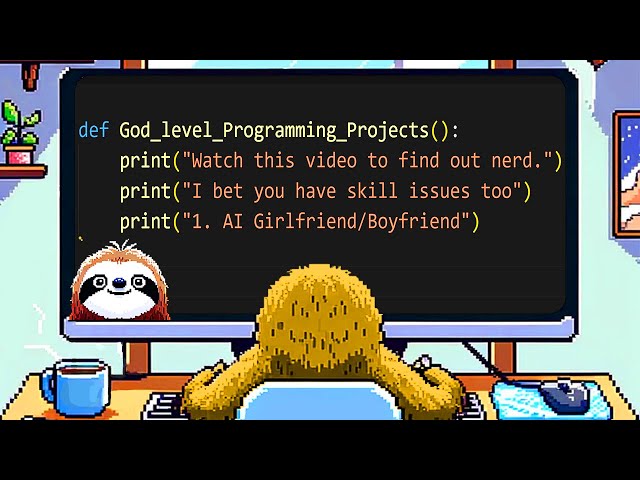 def God_level_Programming_Projects():
print("Watch this video to find out nerd.")
print("I bet you have skill issues too")
print("1. AI Girlfriend/Boyfriend")